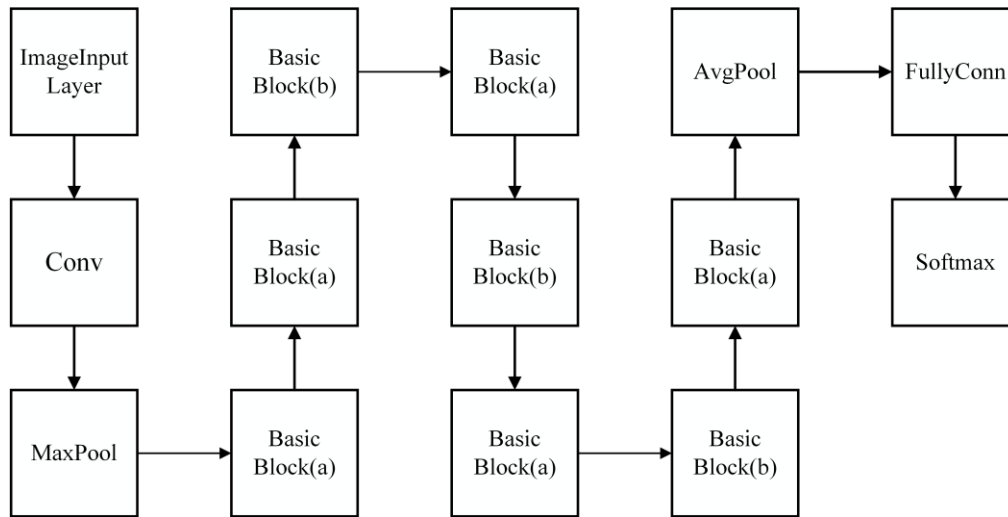 ImageInput
Layer
Conv
MaxPool
Basic
Block(a)
Basic
Block(a)
Basic
Block(b)
Basic
Block(a)
Basic
Block(b)
Basic
Block(a)
Basic
Block(b)
Basic
Block(a)
AvgPool
FullyConn
Softmax